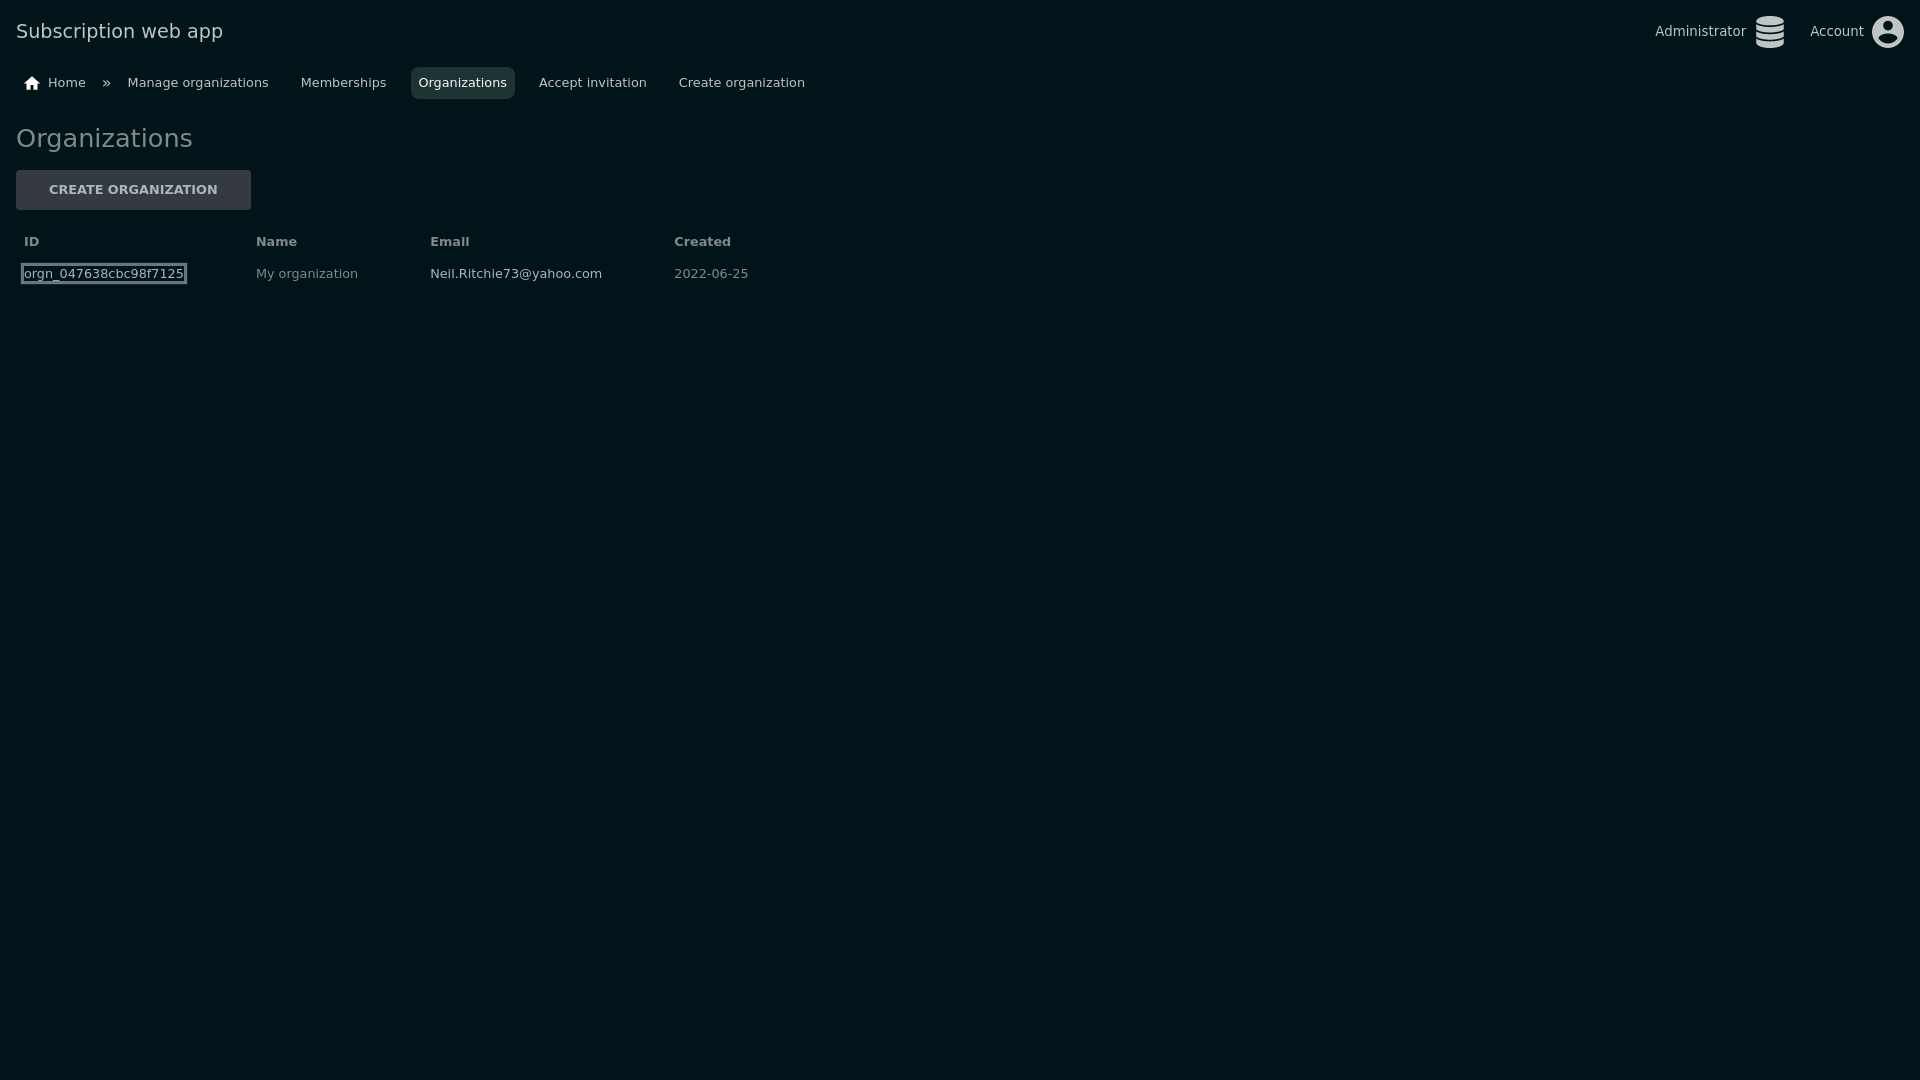 Subscription web app
Administrator
Account
Home » Manage organizations Memberships Organizations Accept invitation Create organization
Organizations
CREATE ORGANIZATION
ID Name Email Created
orgn_047638cbc98f7125 My organization Neil.Ritchie73@yahoo.com 2022-06-25